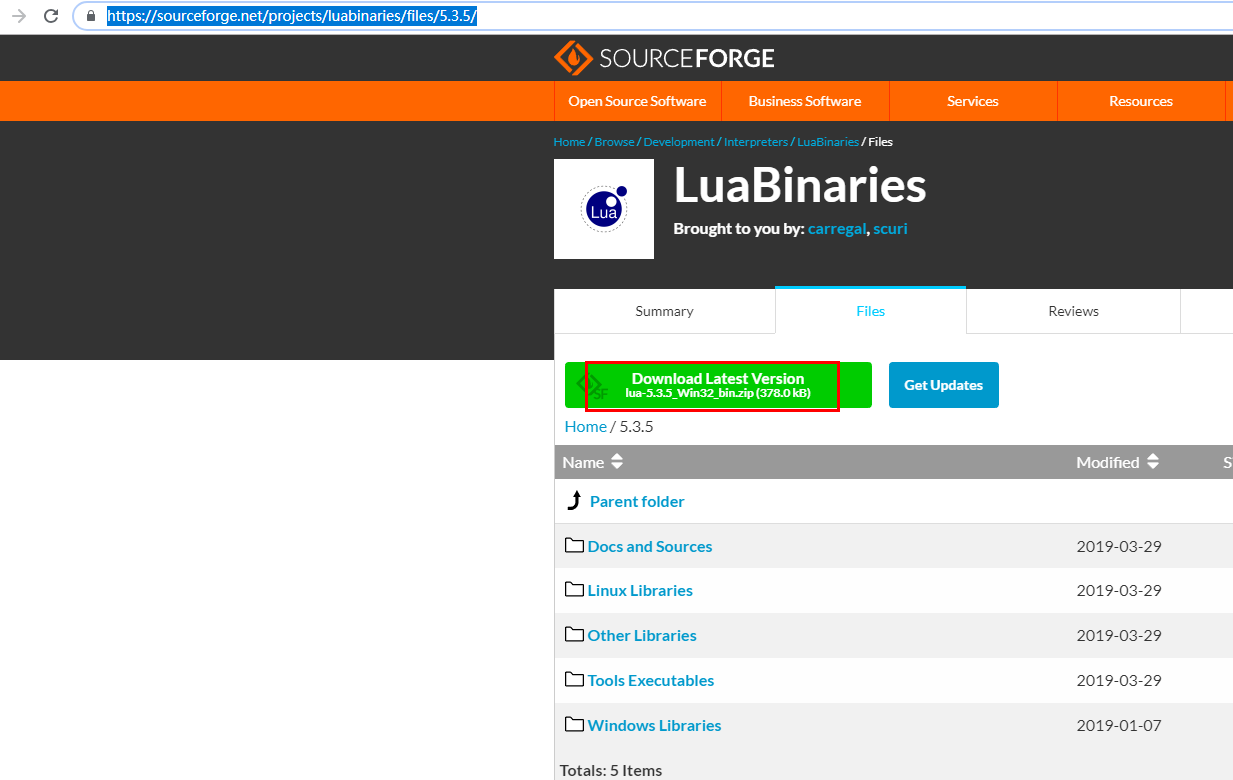 https://sourceforge.net/projects/luabinaries/files/5.3.5/
SOURCEFORGE
Open Source Software Business Software Services Resources
Home / Browse / Development / Interpreters / LuaBinaries / Files
Lua
LuaBinaries
Brought to you by: carregal, scuri
Summary Files Reviews
SF
Download Latest Version
lua-5.3.5_Win32_bin.zip (378.0 kB)
Get Updates
Home / 5.3.5
Name Modified S
Parent folder
Docs and Sources 2019-03-29
Linux Libraries 2019-03-29
Other Libraries 2019-03-29
Tools Executables 2019-03-29
Windows Libraries 2019-01-07
Totals: 5 Items